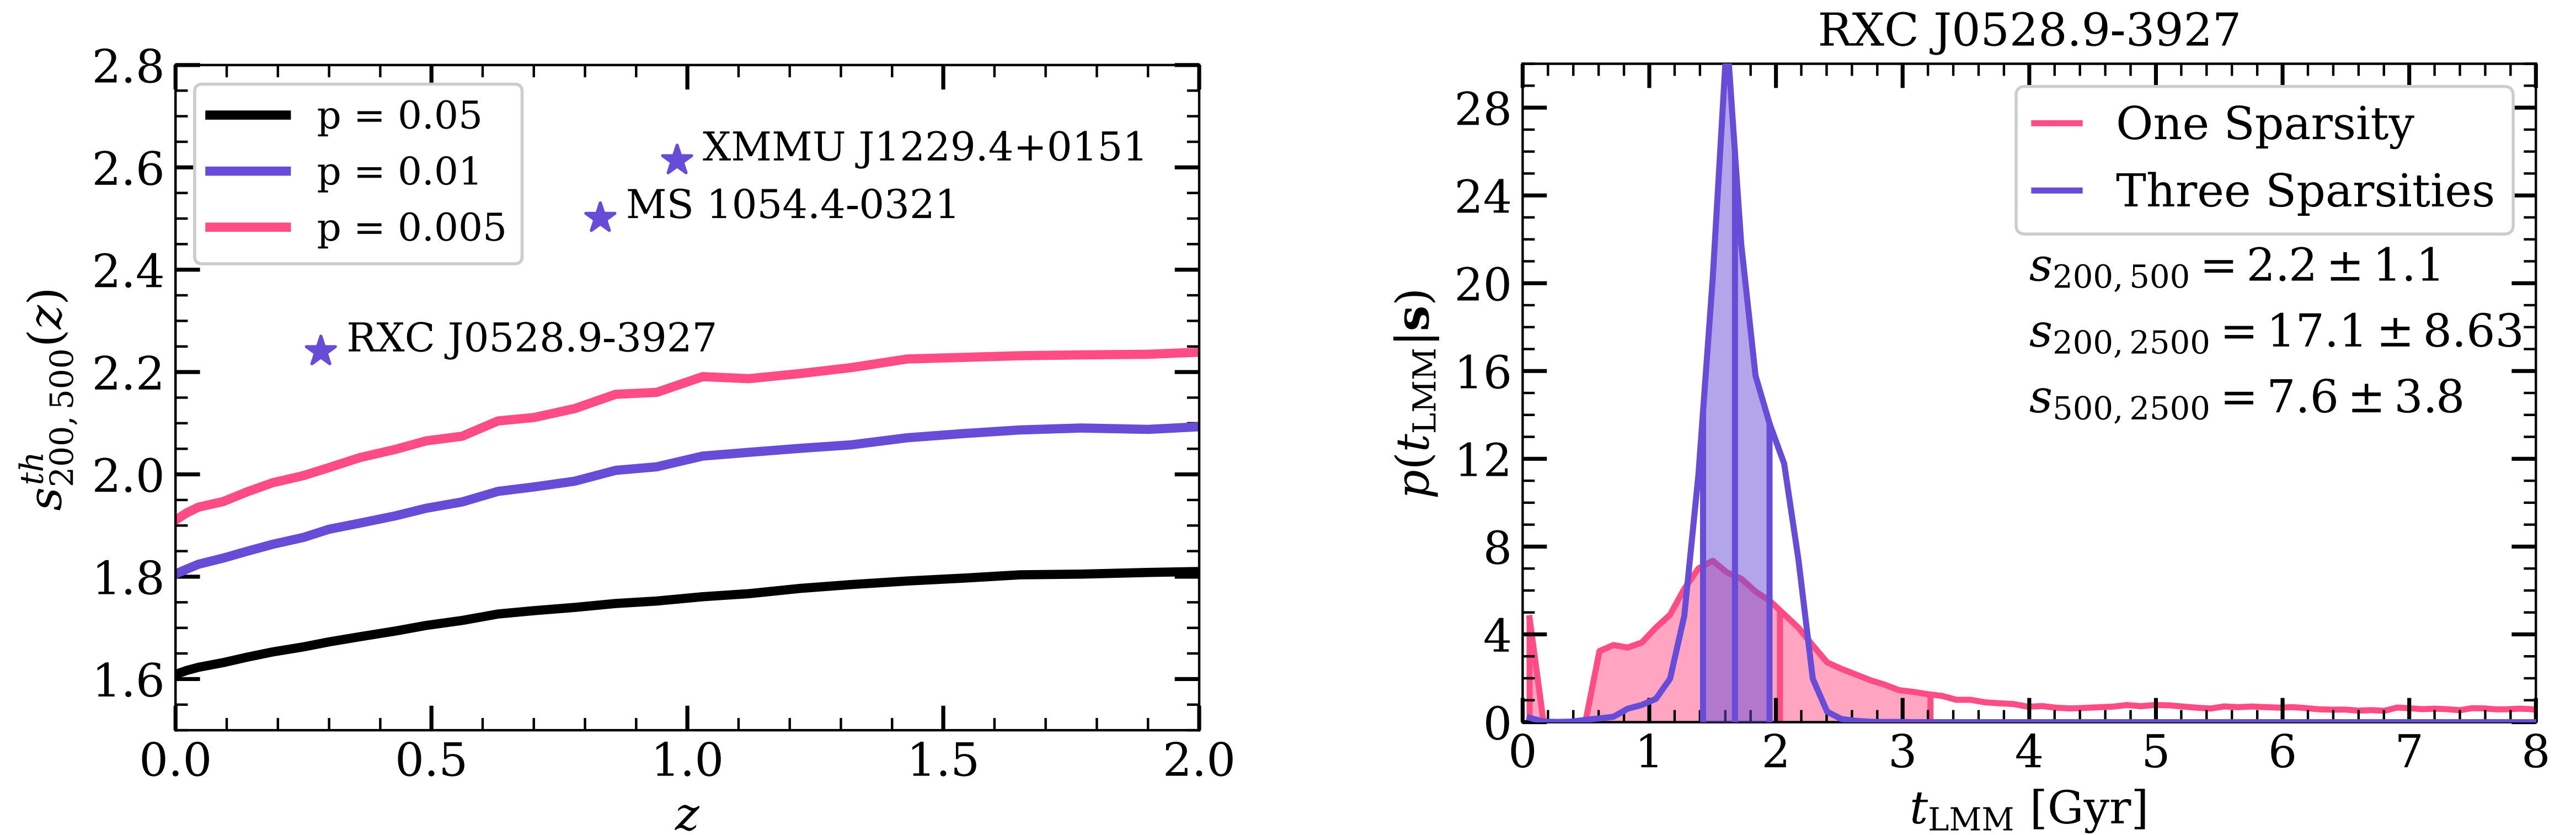 2.8
2.6
2.4
2.2
2.0
1.8
1.6
0.0 0.5 1.0 1.5 2.0
z
s^{th}_{200, 500}(z)
p = 0.05
p = 0.01
p = 0.005
XMMU J1229.4+0151
MS 1054.4-0321
RXC J0528.9-3927
RXC J0528.9-3927
28
24
20
16
12
8
4
0
0 1 2 3 4 5 6 7 8
t_{LMM} [Gyr]
p(t_{LMM}|s)
One Sparsity
Three Sparsities
s_{200, 500} = 2.2 ± 1.1
s_{200, 2500} = 17.1 ± 8.63
s_{500, 2500} = 7.6 ± 3.8